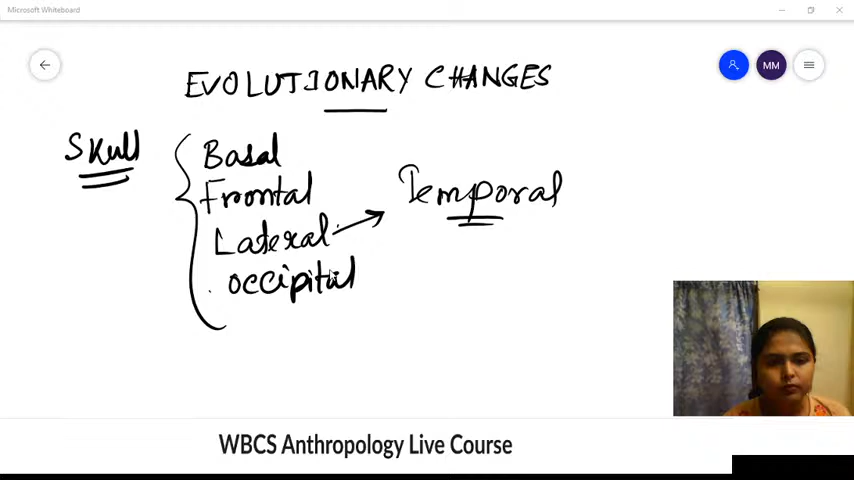 Microsoft Whiteboard
EVOLUTIONARY CHANGES
MM
Skull
Basal
Frontal
Lateral
Temporal
occipital
WBCS Anthropology Live Course